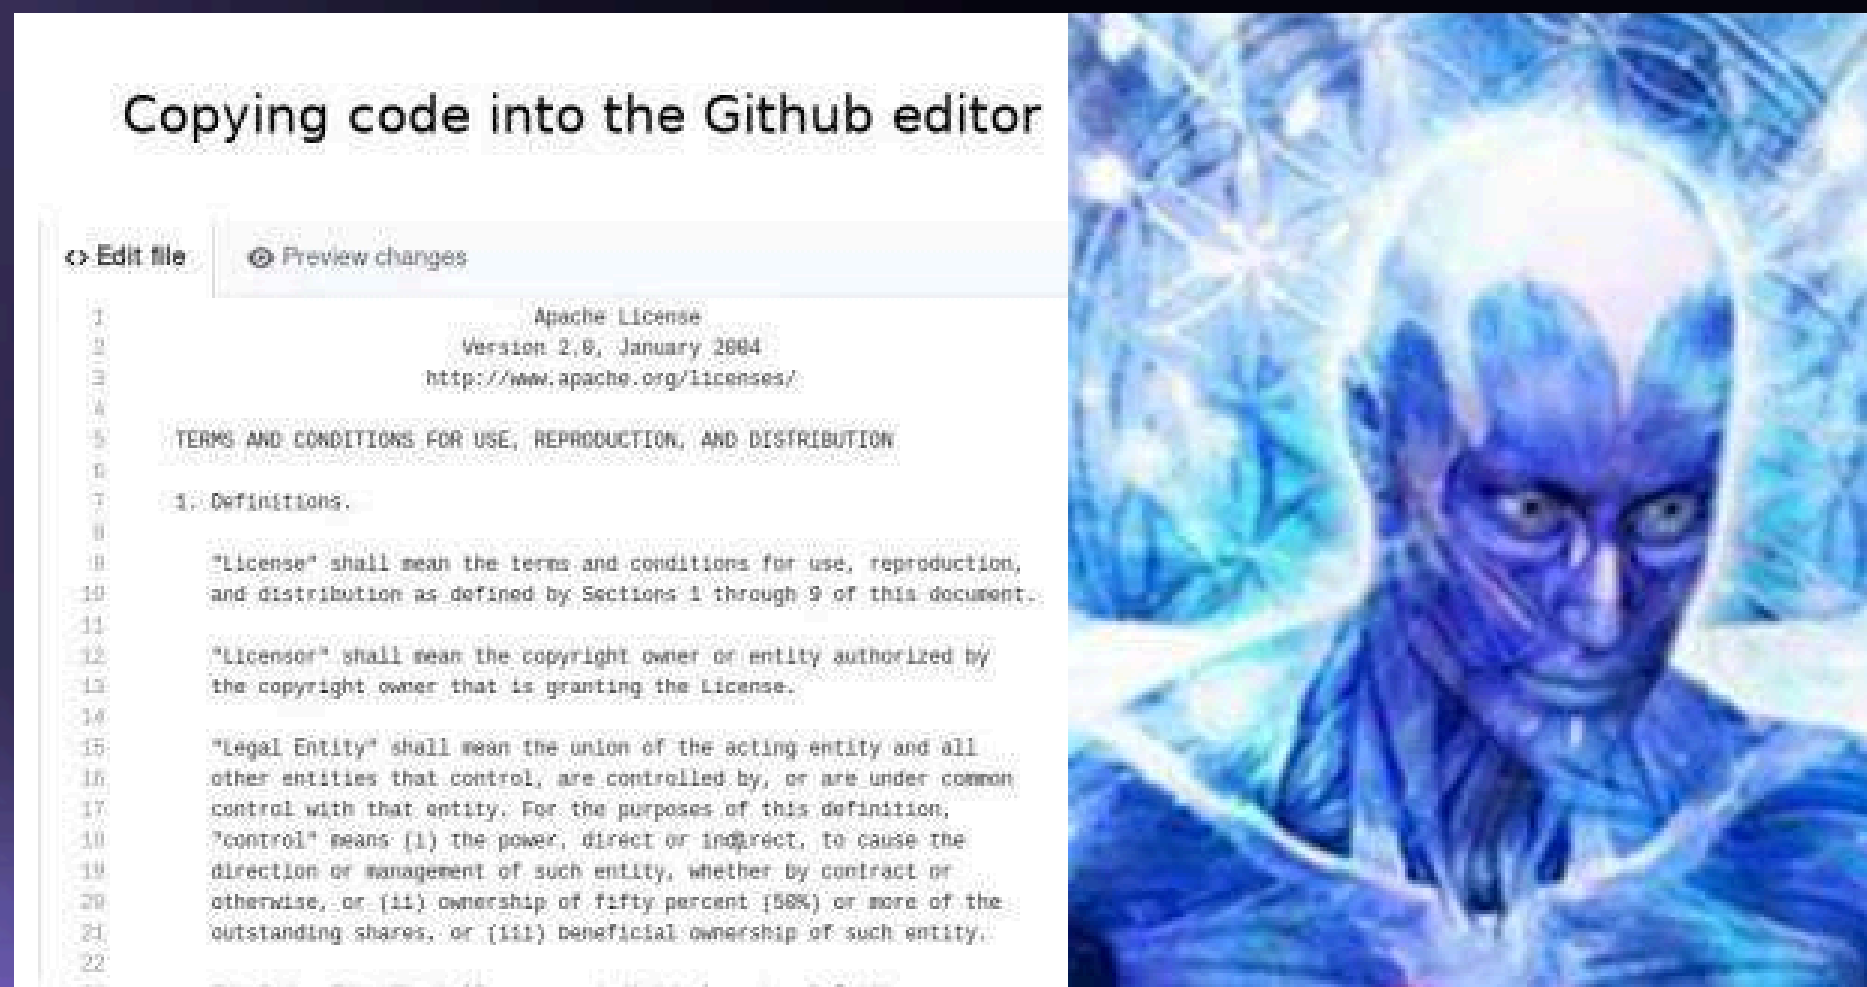 Copying code into the Github editor
<> Edit file
Preview changes
1 Apache License
2 Version 2.0, January 2004
3 http://www.apache.org/licenses/
4
5 TERMS AND CONDITIONS FOR USE, REPRODUCTION, AND DISTRIBUTION
6
7 1. Definitions.
8
9 "License" shall mean the terms and conditions for use, reproduction,
10 and distribution as defined by Sections 1 through 9 of this document.
11
12 "Licensor" shall mean the copyright owner or entity authorized by
13 the copyright owner that is granting the License.
14
15 "Legal Entity" shall mean the union of the acting entity and all
16 other entities that control, are controlled by, or are under common
17 control with that entity. For the purposes of this definition,
18 "control" means (i) the power, direct or indirect, to cause the
19 direction or management of such entity, whether by contract or
20 otherwise, or (ii) ownership of fifty percent (50%) or more of the
21 outstanding shares, or (iii) beneficial ownership of such entity.
22